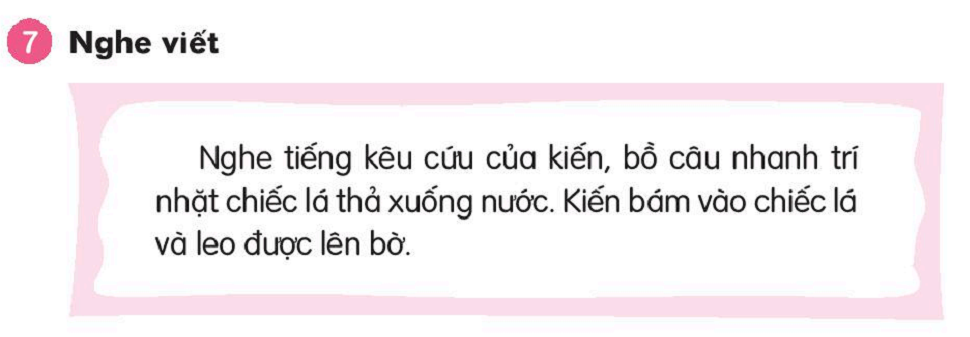 7 Nghe viết
Nghe tiếng kêu cứu của kiến, bồ câu nhanh trí
nhặt chiếc lá thả xuống nước. Kiến bám vào chiếc lá
và leo được lên bờ.